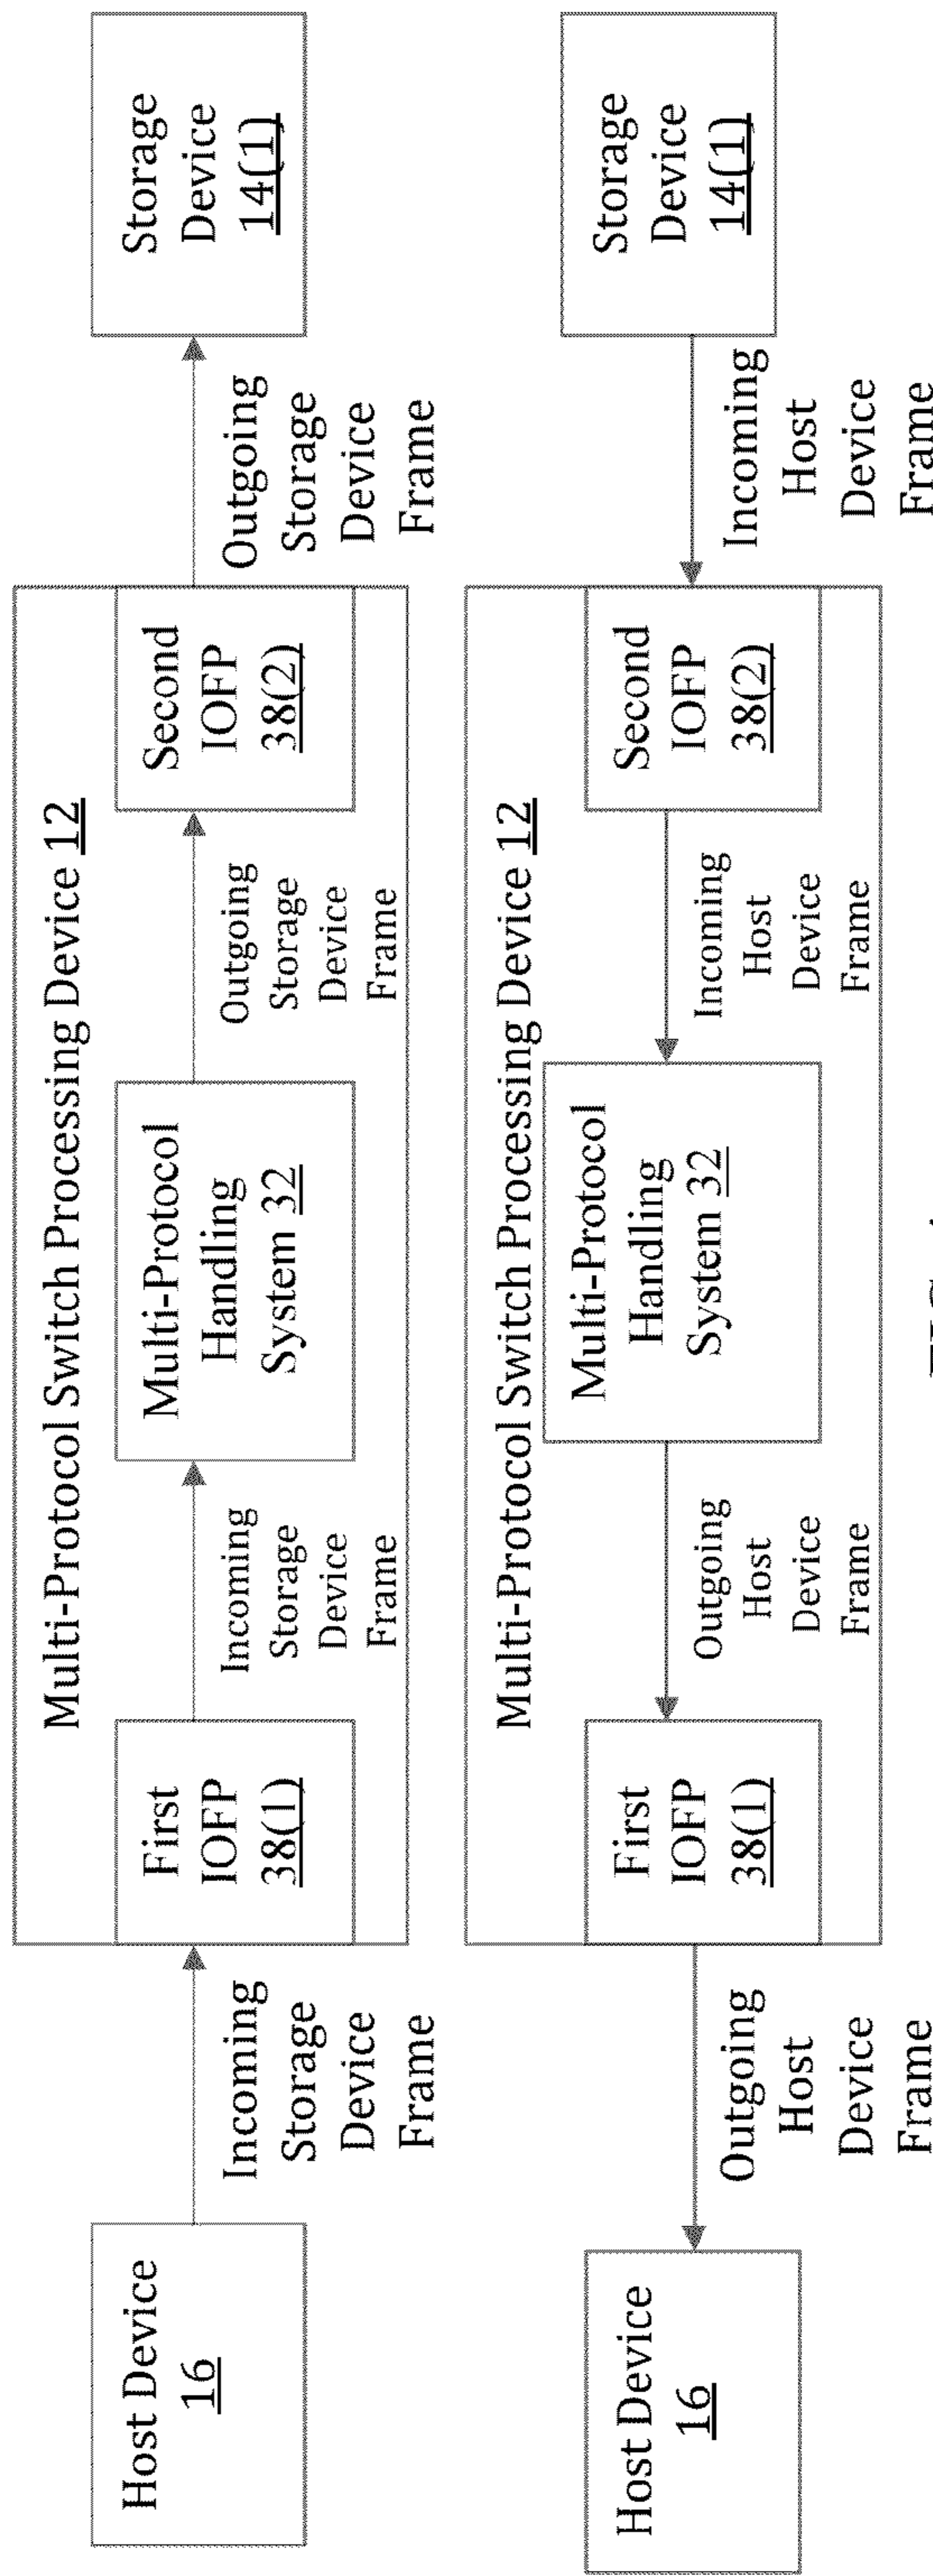 Host Device
16
Incoming
Storage
Device
Frame
Multi-Protocol Switch Processing Device 12
First
IOFP
38(1)
Incoming
Storage
Device
Frame
Multi-Protocol
Handling
System 32
Outgoing
Storage
Device
Frame
Second
IOFP
38(2)
Outgoing
Storage
Device
Frame
Storage
Device
14(1)
Host Device
16
Outgoing
Host
Device
Frame
Multi-Protocol Switch Processing Device 12
First
IOFP
38(1)
Outgoing
Host
Device
Frame
Multi-Protocol
Handling
System 32
Incoming
Host
Device
Frame
Second
IOFP
38(2)
Incoming
Host
Device
Frame
Storage
Device
14(1)